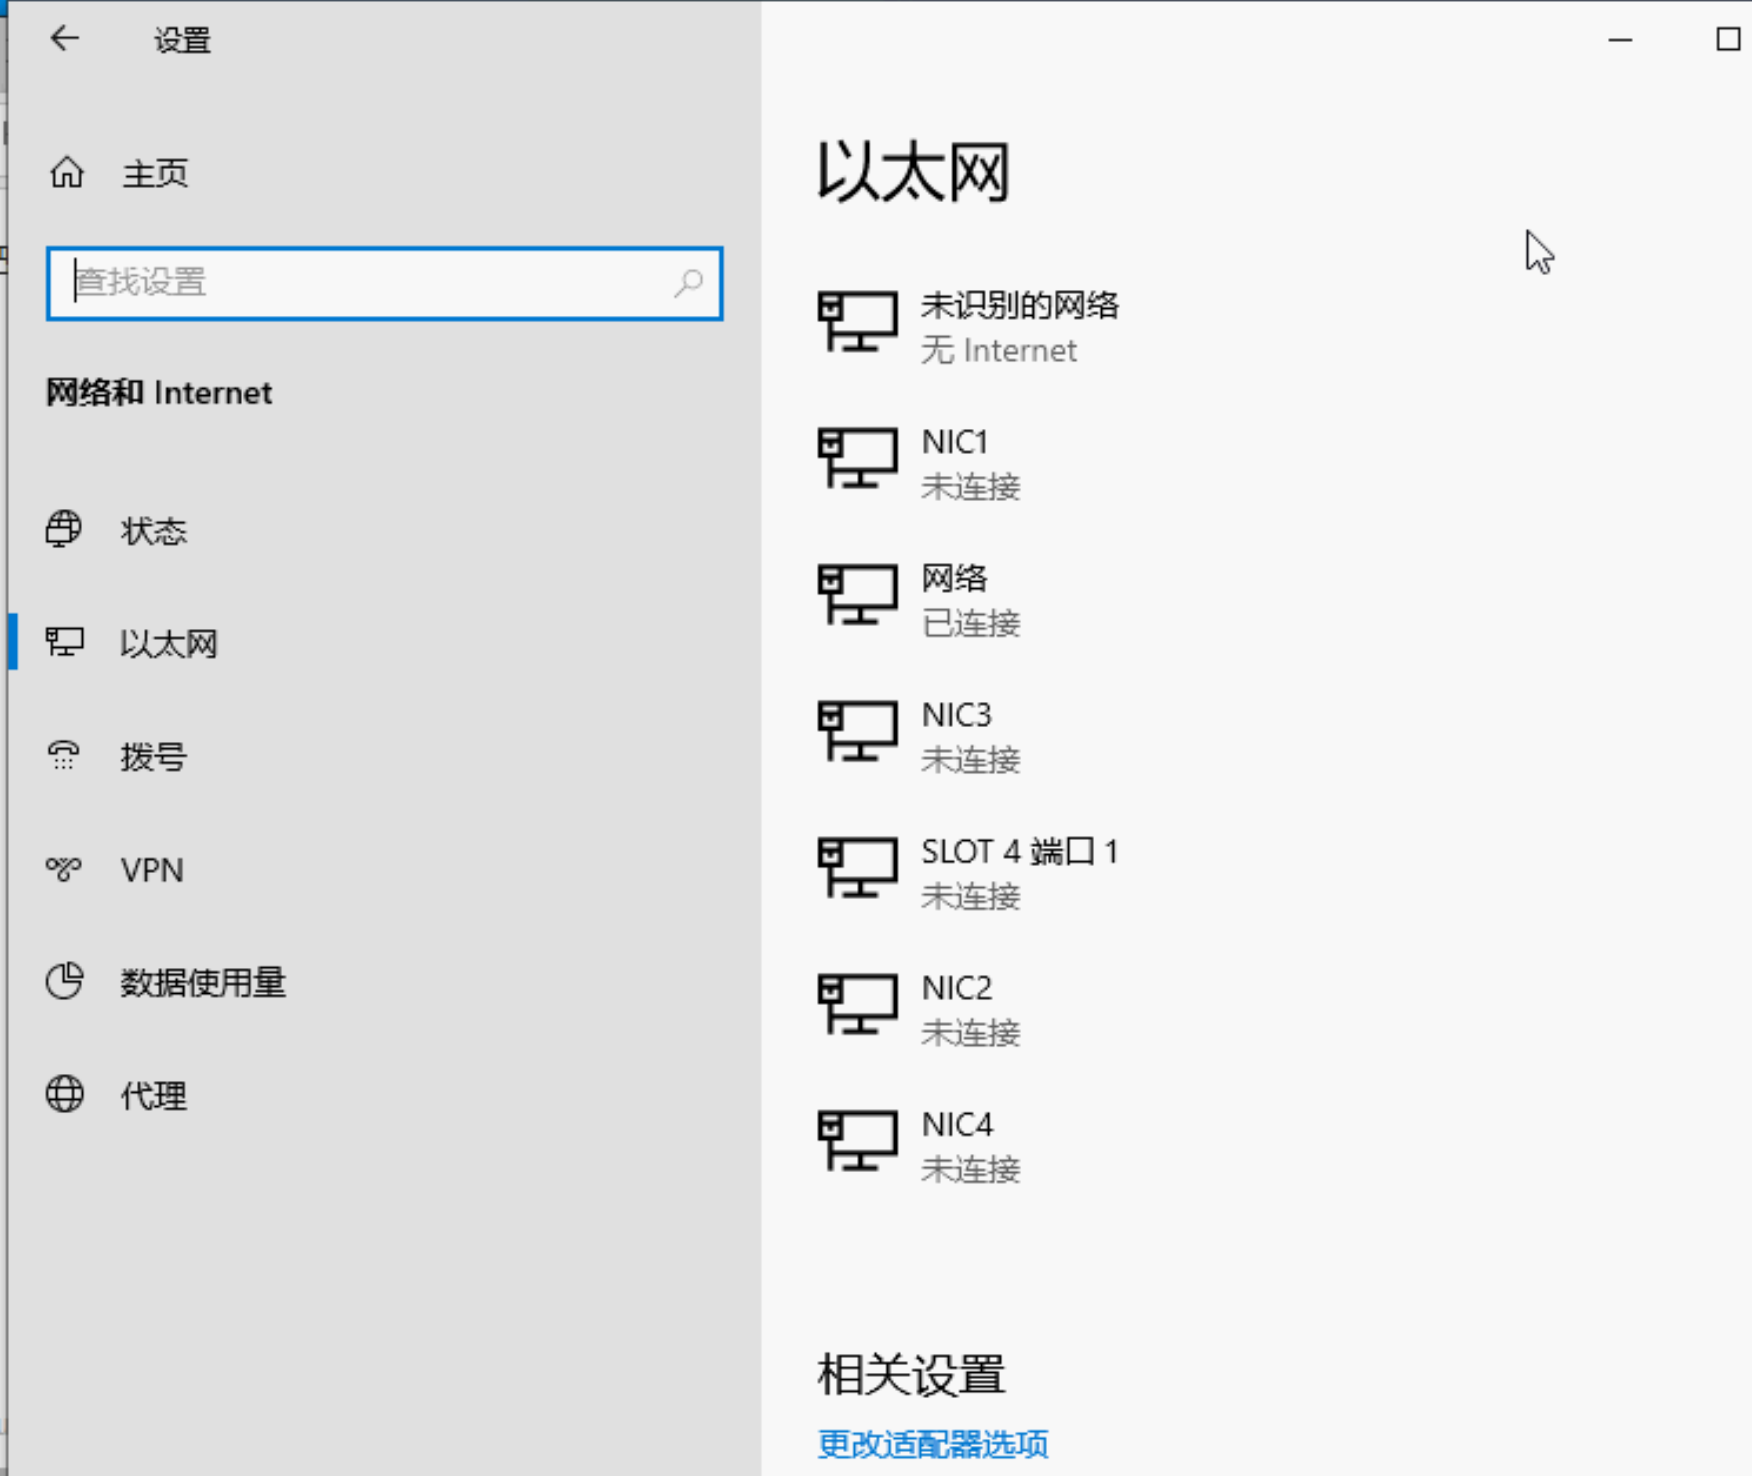 设置
主页
查找设置
网络和 Internet
状态
以太网
拨号
VPN
数据使用量
代理
以太网
未识别的网络
无 Internet
NIC1
未连接
网络
已连接
NIC3
未连接
SLOT 4 端口 1
未连接
NIC2
未连接
NIC4
未连接
相关设置
更改适配器选项